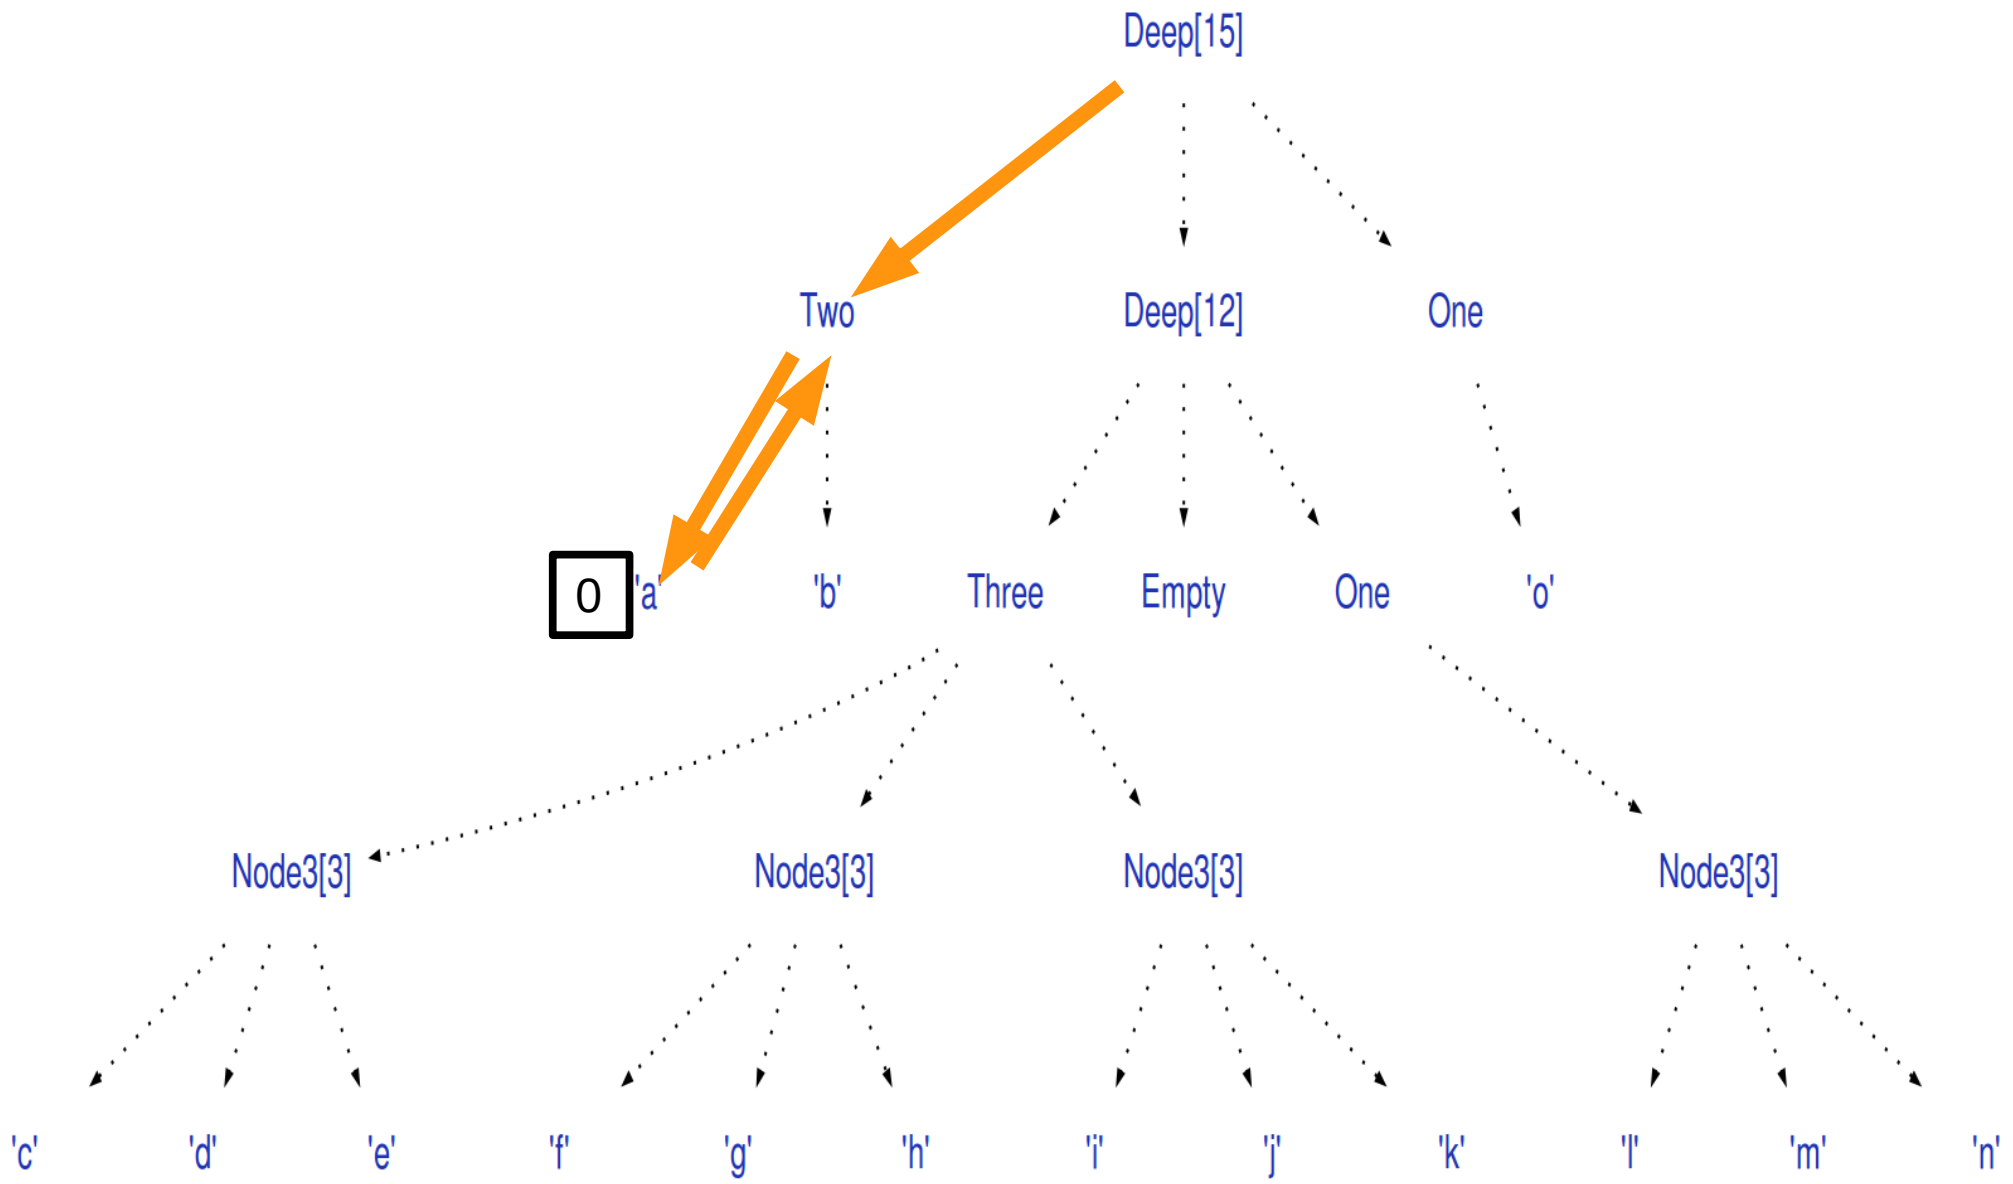 Deep[15]
Two Deep[12] One
0 'a' 'b' Three Empty One 'o'
Node3[3] Node3[3] Node3[3] Node3[3]
'c' 'd' 'e' 'f' 'g' 'h' 'i' 'j' 'k' 'l' 'm' 'n'